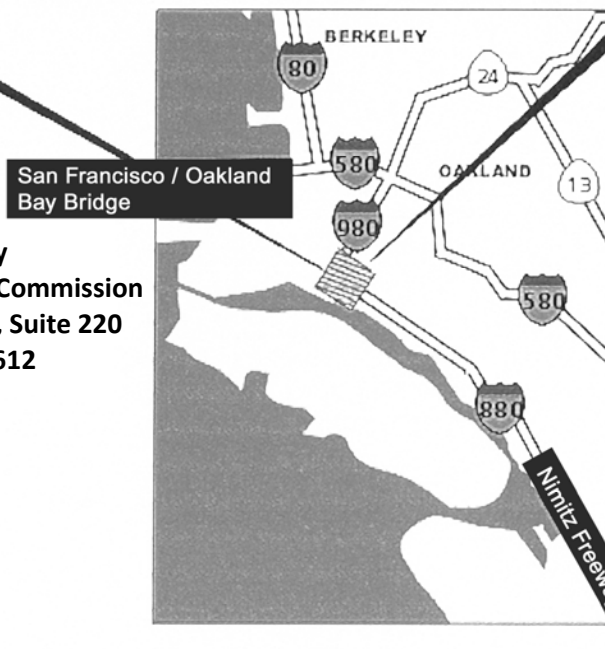 BERKELEY
80
24
580
OAKLAND
13
San Francisco / Oakland
Bay Bridge
980
y
Commission
, Suite 220
612
580
880
Nimitz Freew